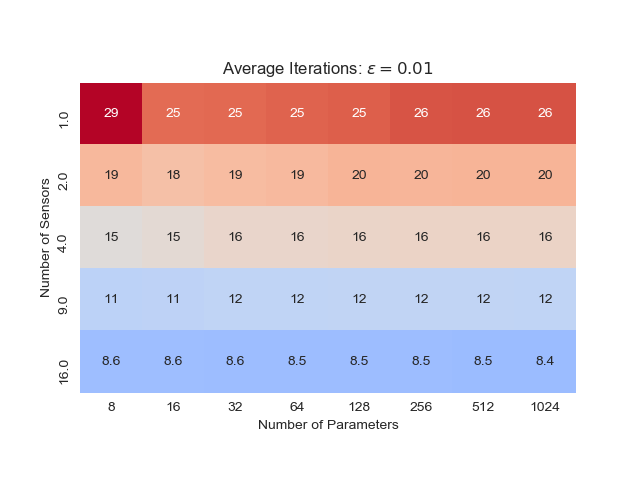 Average Iterations: ε = 0.01
Number of Sensors
1.0 29 25 25 25 25 26 26 26
2.0 19 18 19 19 20 20 20 20
4.0 15 15 16 16 16 16 16 16
9.0 11 11 12 12 12 12 12 12
16.0 8.6 8.6 8.6 8.5 8.5 8.5 8.5 8.4
8 16 32 64 128 256 512 1024
Number of Parameters